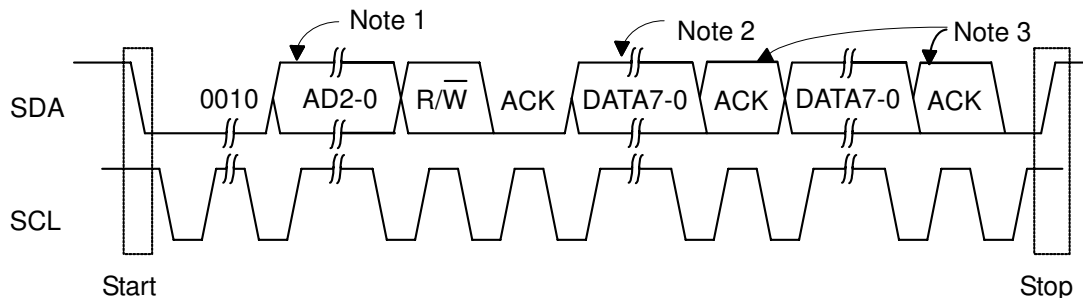 Note 1
Note 2
Note 3
SDA
0010 AD2-0 R/W̅ ACK DATA7-0 ACK DATA7-0 ACK
SCL
Start Stop